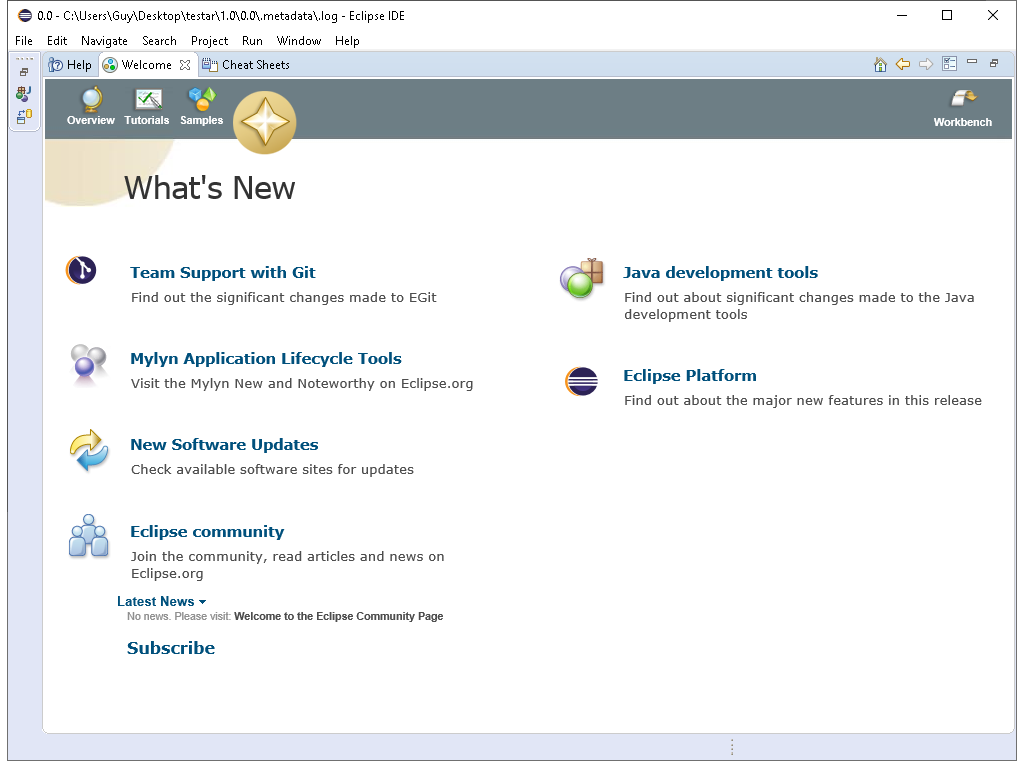 0.0 - C:\Users\Guy\Desktop\testar\1.0\0.0\.metadata\.log - Eclipse IDE
File Edit Navigate Search Project Run Window Help
Help Welcome Cheat Sheets
Overview Tutorials Samples Workbench
What's New
Team Support with Git
Find out the significant changes made to EGit
Java development tools
Find out about significant changes made to the Java
development tools
Mylyn Application Lifecycle Tools
Visit the Mylyn New and Noteworthy on Eclipse.org
Eclipse Platform
Find out about the major new features in this release
New Software Updates
Check available software sites for updates
Eclipse community
Join the community, read articles and news on
Eclipse.org
Latest News
No news. Please visit: Welcome to the Eclipse Community Page
Subscribe